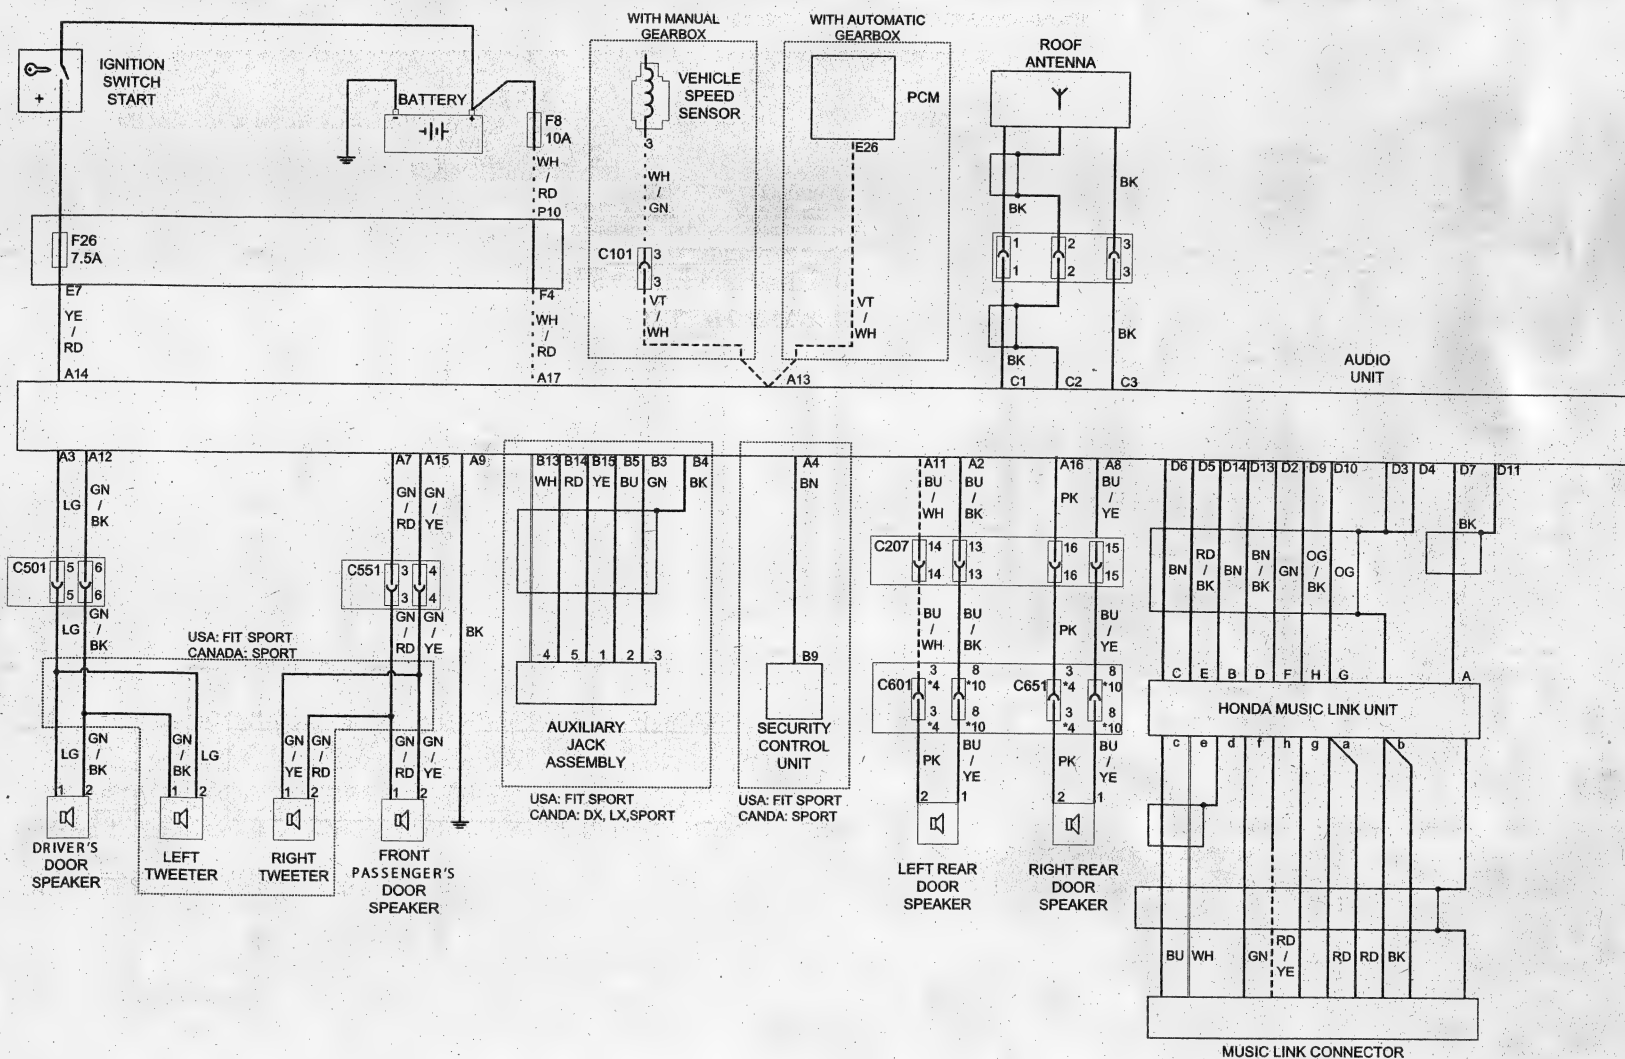 WITH MANUAL
GEARBOX
WITH AUTOMATIC
GEARBOX
ROOF
ANTENNA
IGNITION
SWITCH
START
+
BATTERY
-
+
F8
10A
VEHICLE
SPEED
SENSOR
PCM
3
E26
WH
/
RD
P10
WH
/
GN
BK
BK
F26
7.5A
C101
3
3
1
1
2
2
3
3
E7
F4
YE
/
RD
WH
/
RD
VT
/
WH
VT
/
WH
BK
BK
A14
A17
A13
C1
C2
C3
AUDIO
UNIT
A3
A12
A7
A15
A9
B13
B14
B15
B5
B3
B4
A4
A11
A2
A16
A8
D6
D5
D14
D13
D2
D9
D10
D3
D4
D7
D11
LG
GN
/
BK
GN
/
RD
GN
/
YE
WH
RD
YE
BU
GN
BK
BN
BU
/
WH
BU
/
BK
PK
BU
/
YE
BK
C501
5
5
6
6
C551
3
3
4
4
C207
14
14
13
13
16
16
15
15
BN
RD
/
BK
BN
BN
/
BK
GN
OG
/
BK
OG
LG
GN
/
BK
GN
/
RD
GN
/
YE
BK
BU
/
WH
BU
/
BK
PK
BU
/
YE
USA: FIT SPORT
CANADA: SPORT
4
5
1
2
3
B9
C601
3
*4
3
*4
8
*10
8
*10
C651
3
*4
3
*4
8
*10
8
*10
C
E
B
D
F
H
G
A
HONDA MUSIC LINK UNIT
AUXILIARY
JACK
ASSEMBLY
SECURITY
CONTROL
UNIT
LG
GN
/
BK
GN
/
BK
LG
GN
/
YE
GN
/
RD
GN
/
RD
GN
/
YE
PK
BU
/
YE
PK
BU
/
YE
c
e
d
f
h
g
a
b
1
2
1
2
1
2
1
2
2
1
2
1
USA: FIT SPORT
CANDA: DX, LX,SPORT
USA: FIT SPORT
CANDA: SPORT
DRIVER'S
DOOR
SPEAKER
LEFT
TWEETER
RIGHT
TWEETER
FRONT
PASSENGER'S
DOOR
SPEAKER
LEFT REAR
DOOR
SPEAKER
RIGHT REAR
DOOR
SPEAKER
BU
WH
GN
RD
/
YE
RD
RD
BK
MUSIC LINK CONNECTOR